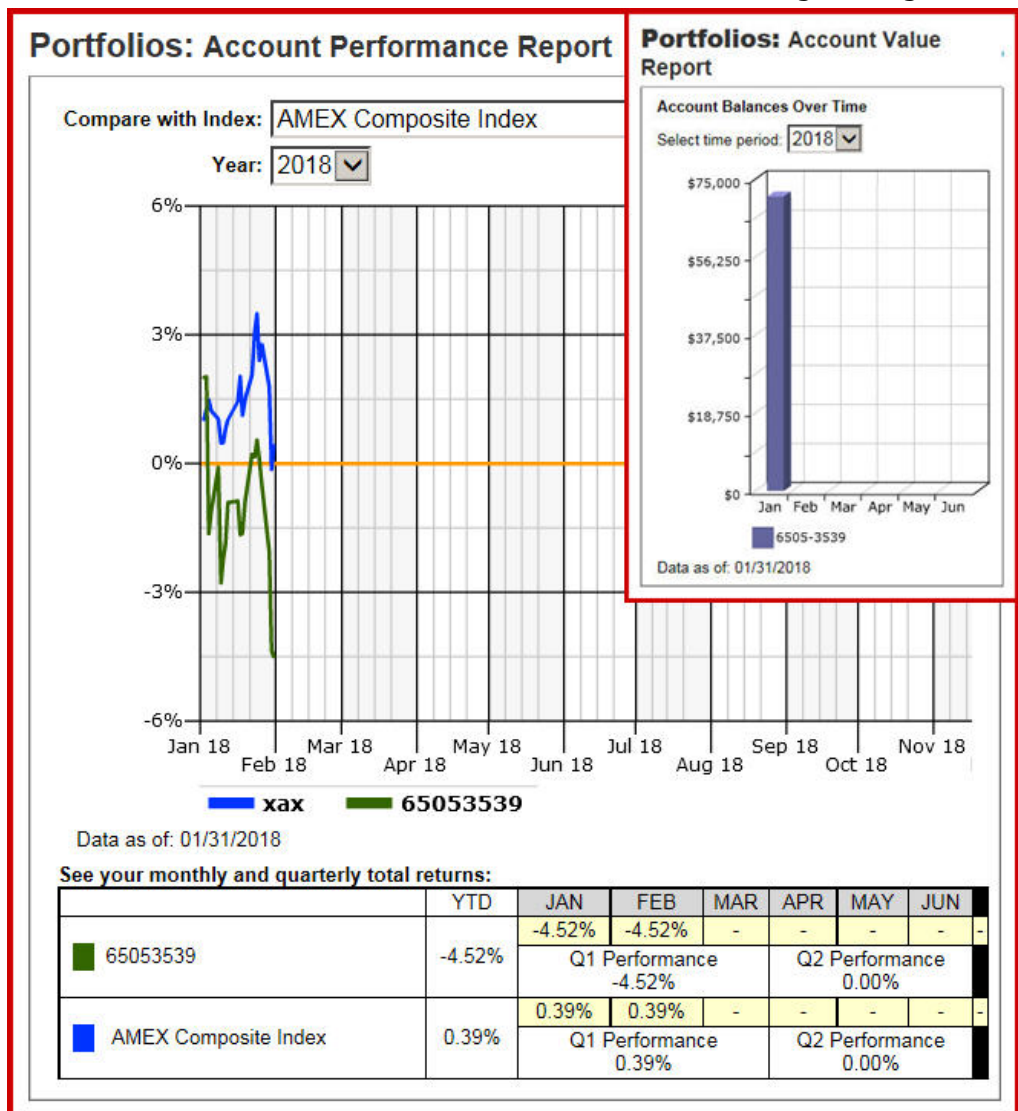 Portfolios: Account Performance Report
Compare with Index: AMEX Composite Index
Year: 2018
6%
3%
0%
-3%
-6%
Jan 18 Mar 18 May 18 Jul 18 Sep 18 Nov 18
Feb 18 Apr 18 Jun 18 Aug 18 Oct 18
xax 65053539
Data as of: 01/31/2018
Portfolios: Account Value
Report
Account Balances Over Time
Select time period: 2018
$75,000
$56,250
$37,500
$18,750
$0
Jan Feb Mar Apr May Jun
6505-3539
Data as of: 01/31/2018
See your monthly and quarterly total returns:
YTD JAN FEB MAR APR MAY JUN
-4.52% -4.52% - - - - -
65053539 -4.52% Q1 Performance Q2 Performance
-4.52% 0.00%
0.39% 0.39% - - - - -
AMEX Composite Index 0.39% Q1 Performance Q2 Performance
0.39% 0.00%